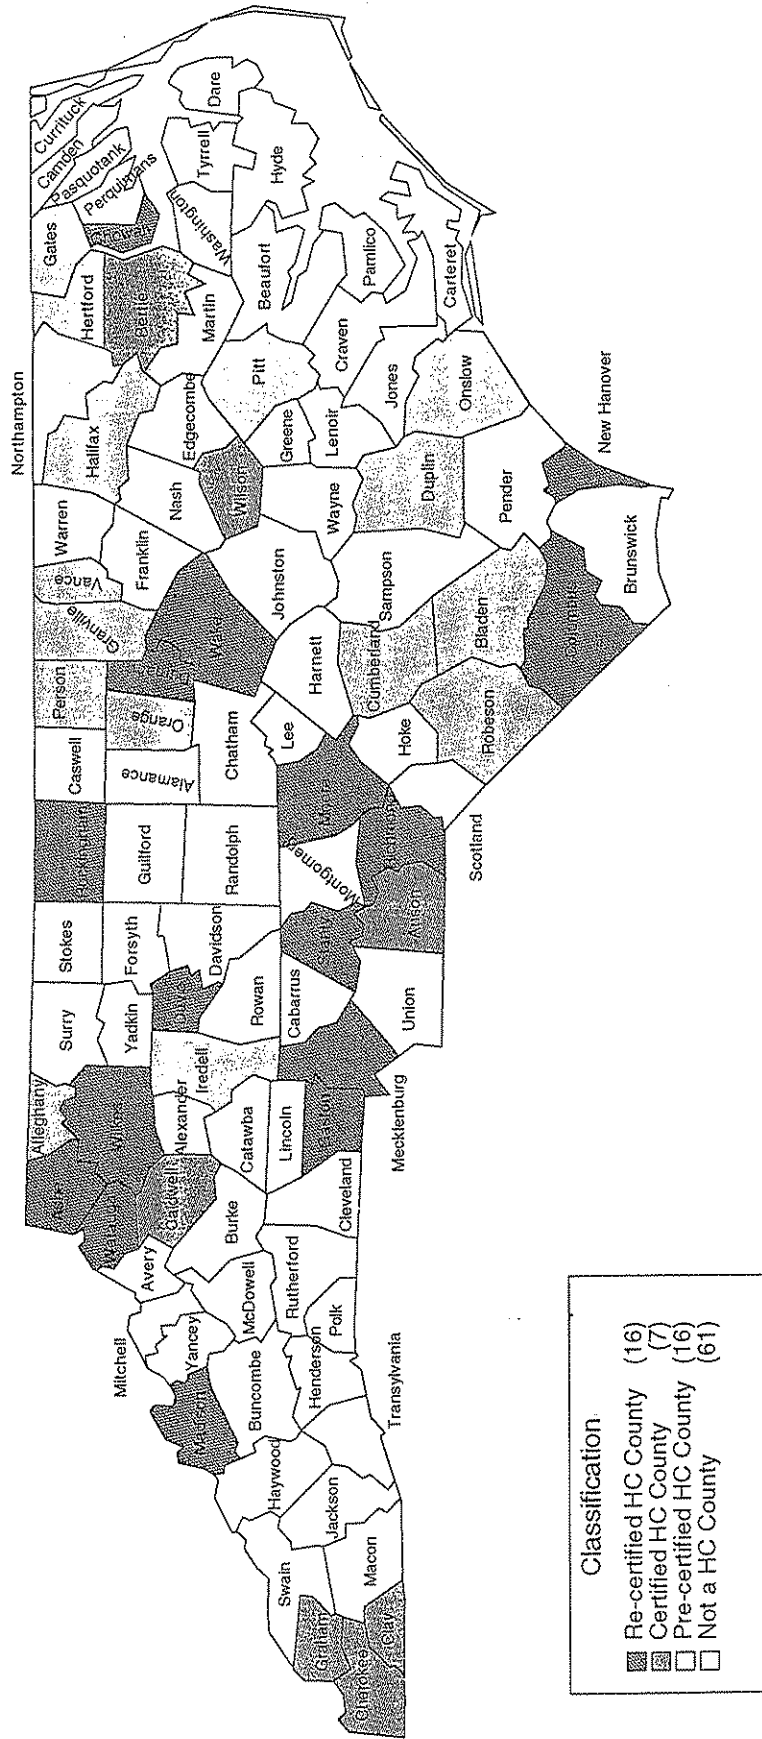 Northampton
Currituck
Camden
Pasquotank
Perquimans
Gates
Chowan
Hertford
Bertie
Halifax
Warren
Vance
Granville
Person
Caswell
Rockingham
Stokes
Surry
Alleghany
Ashe
Wilkes
Watauga
Yadkin
Forsyth
Guilford
Alamance
Orange
Durham
Wake
Franklin
Nash
Edgecombe
Martin
Washington
Tyrrell
Dare
Hyde
Beaufort
Pitt
Wilson
Greene
Johnston
Wayne
Lenoir
Craven
Pamlico
Carteret
Jones
Onslow
Duplin
Sampson
Harnett
Lee
Chatham
Randolph
Davidson
Davie
Iredell
Rowan
Alexander
Caldwell
Avery
Mitchell
Yancey
Madison
Buncombe
McDowell
Burke
Catawba
Lincoln
Gaston
Cabarrus
Stanly
Montgomery
Moore
Cumberland
Hoke
Richmond
Anson
Union
Mecklenburg
Cleveland
Rutherford
Polk
Henderson
Haywood
Swain
Jackson
Macon
Graham
Cherokee
Clay
Transylvania
Scotland
Robeson
Bladen
Columbus
Pender
Brunswick
New Hanover
Classification
Re-certified HC County (16)
Certified HC County (7)
Pre-certified HC County (16)
Not a HC County (61)